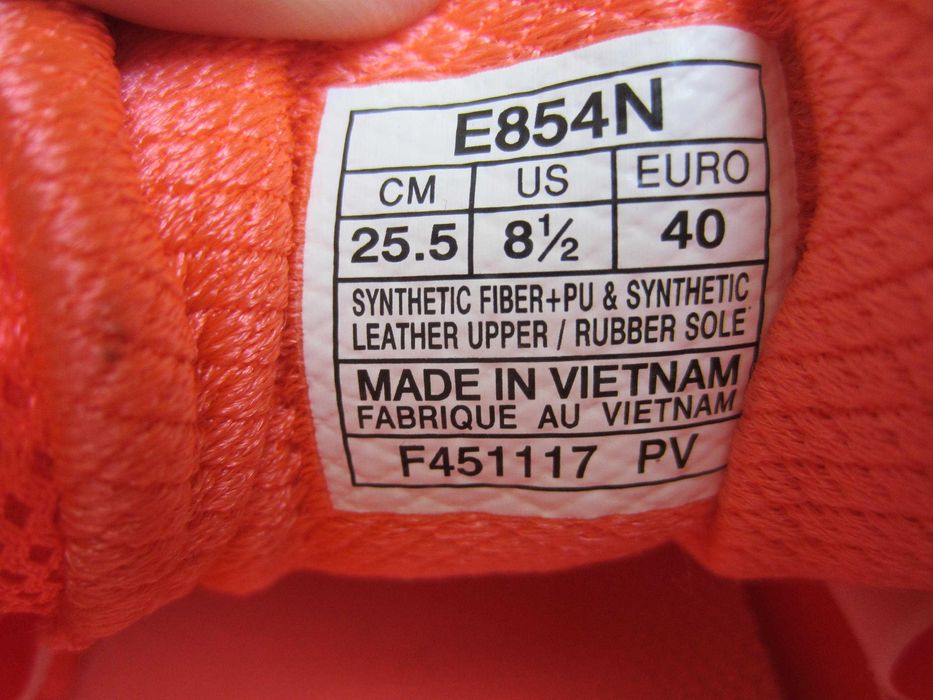 E854N
CM US EURO
25.5 8½ 40
SYNTHETIC FIBER+PU & SYNTHETIC
LEATHER UPPER / RUBBER SOLE
MADE IN VIETNAM
FABRIQUE AU VIETNAM
F451117 PV